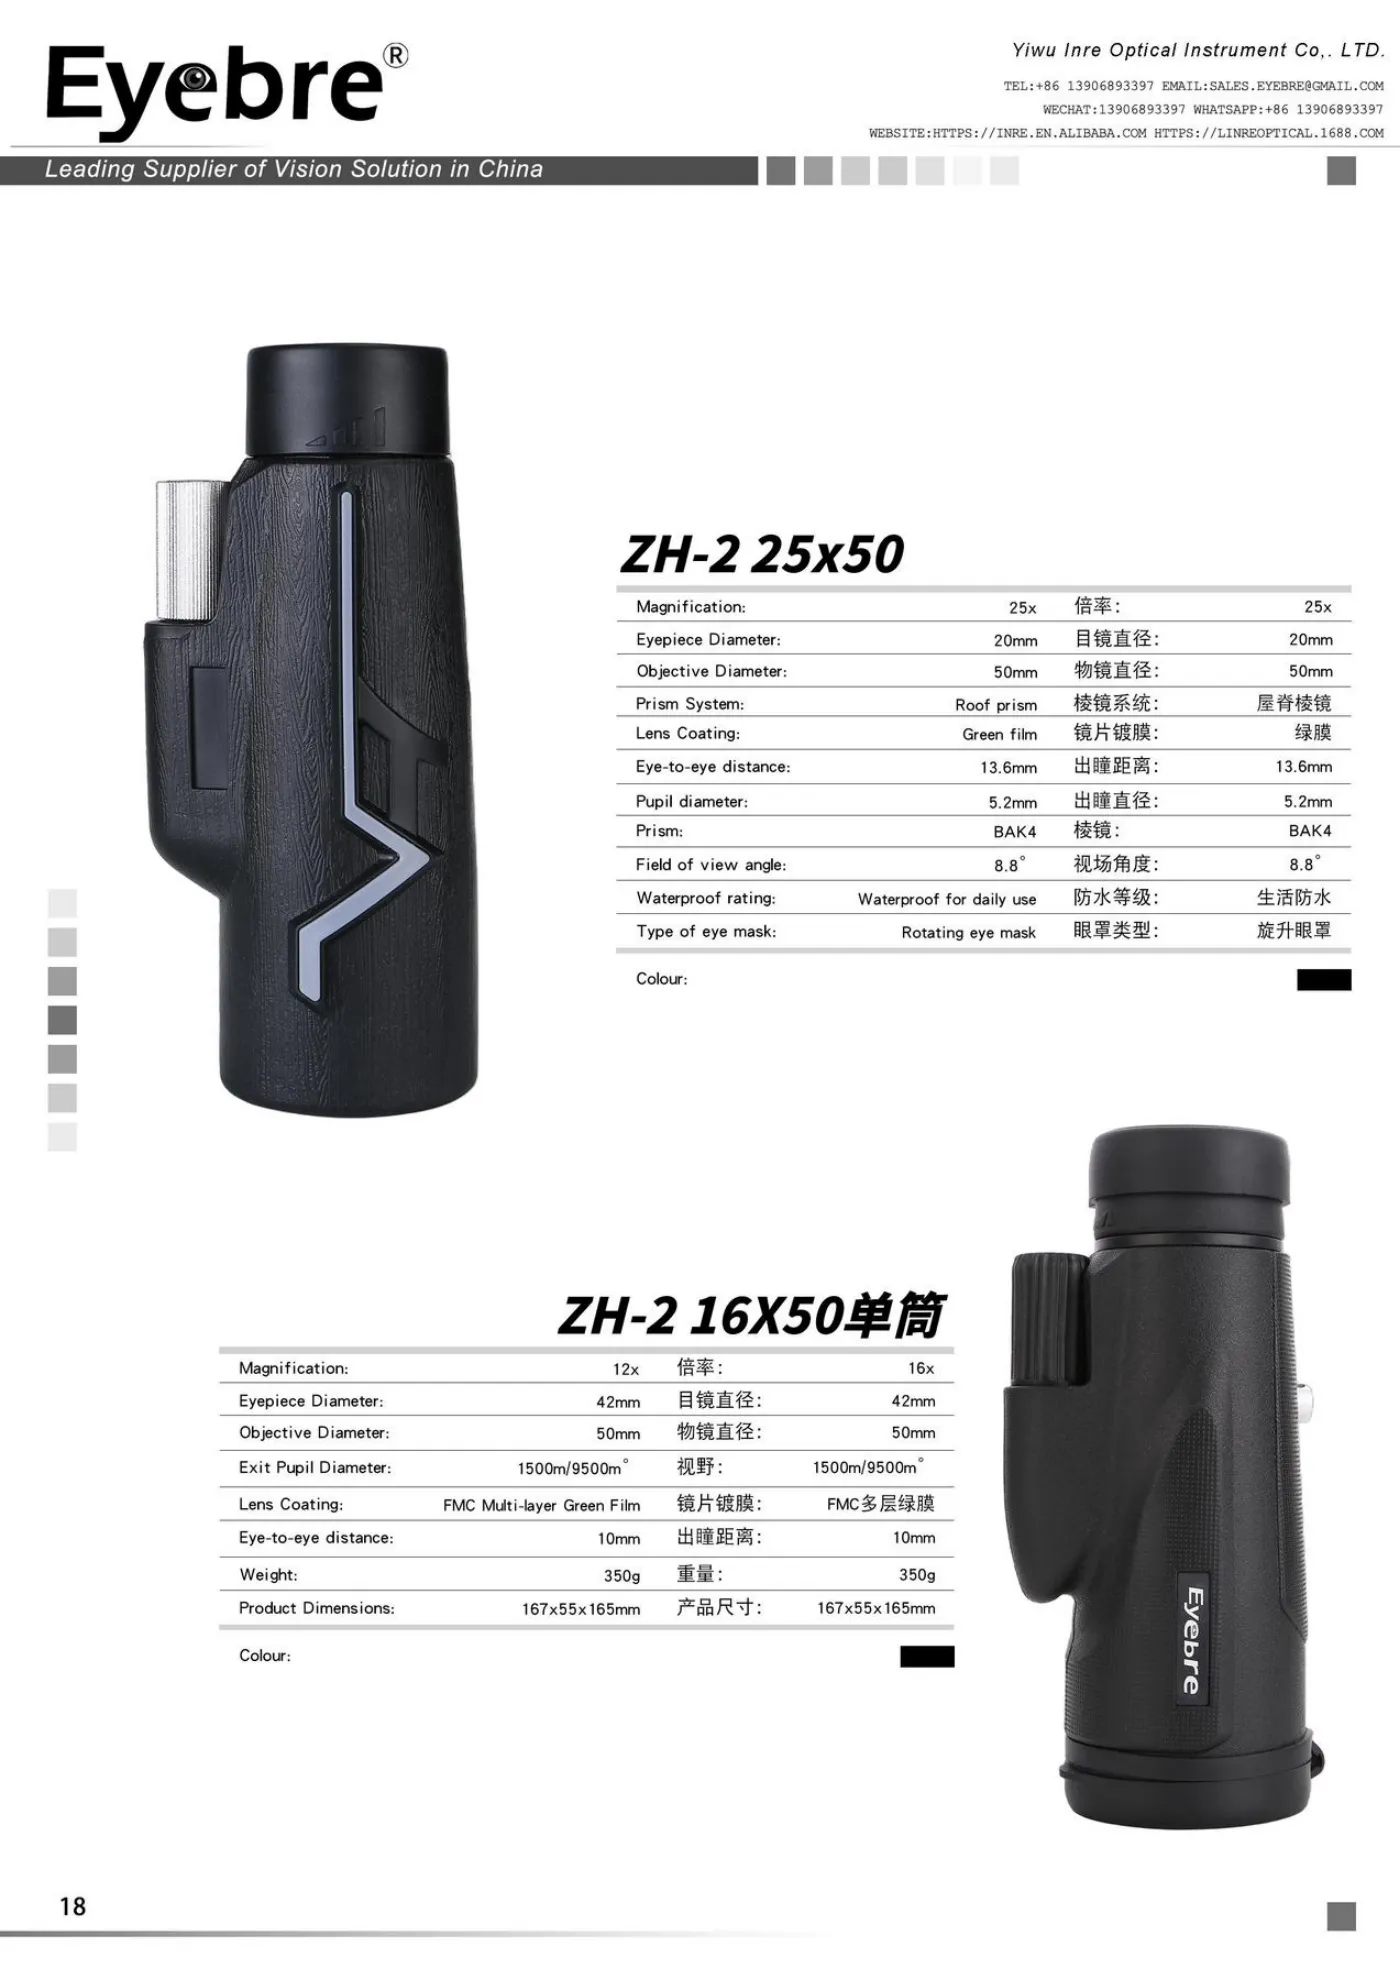 Eyebre®
Yiwu Inre Optical Instrument Co,. LTD.
TEL:+86 13906893397 EMAIL:SALES.EYEBRE@GMAIL.COM
WECHAT:13906893397 WHATSAPP:+86 13906893397
WEBSITE:HTTPS://INRE.EN.ALIBABA.COM HTTPS://LINREOPTICAL.1688.COM
Leading Supplier of Vision Solution in China
ZH-2 25x50
Magnification: 25x 倍率: 25x
Eyepiece Diameter: 20mm 目镜直径: 20mm
Objective Diameter: 50mm 物镜直径: 50mm
Prism System: Roof prism 棱镜系统: 屋脊棱镜
Lens Coating: Green film 镜片镀膜: 绿膜
Eye-to-eye distance: 13.6mm 出瞳距离: 13.6mm
Pupil diameter: 5.2mm 出瞳直径: 5.2mm
Prism: BAK4 棱镜: BAK4
Field of view angle: 8.8° 视场角度: 8.8°
Waterproof rating: Waterproof for daily use 防水等级: 生活防水
Type of eye mask: Rotating eye mask 眼罩类型: 旋升眼罩
Colour:
ZH-2 16X50单筒
Magnification: 12x 倍率: 16x
Eyepiece Diameter: 42mm 目镜直径: 42mm
Objective Diameter: 50mm 物镜直径: 50mm
Exit Pupil Diameter: 1500m/9500m° 视野: 1500m/9500m°
Lens Coating: FMC Multi-layer Green Film 镜片镀膜: FMC多层绿膜
Eye-to-eye distance: 10mm 出瞳距离: 10mm
Weight: 350g 重量: 350g
Product Dimensions: 167x55x165mm 产品尺寸: 167x55x165mm
Colour:
Eyebre
18